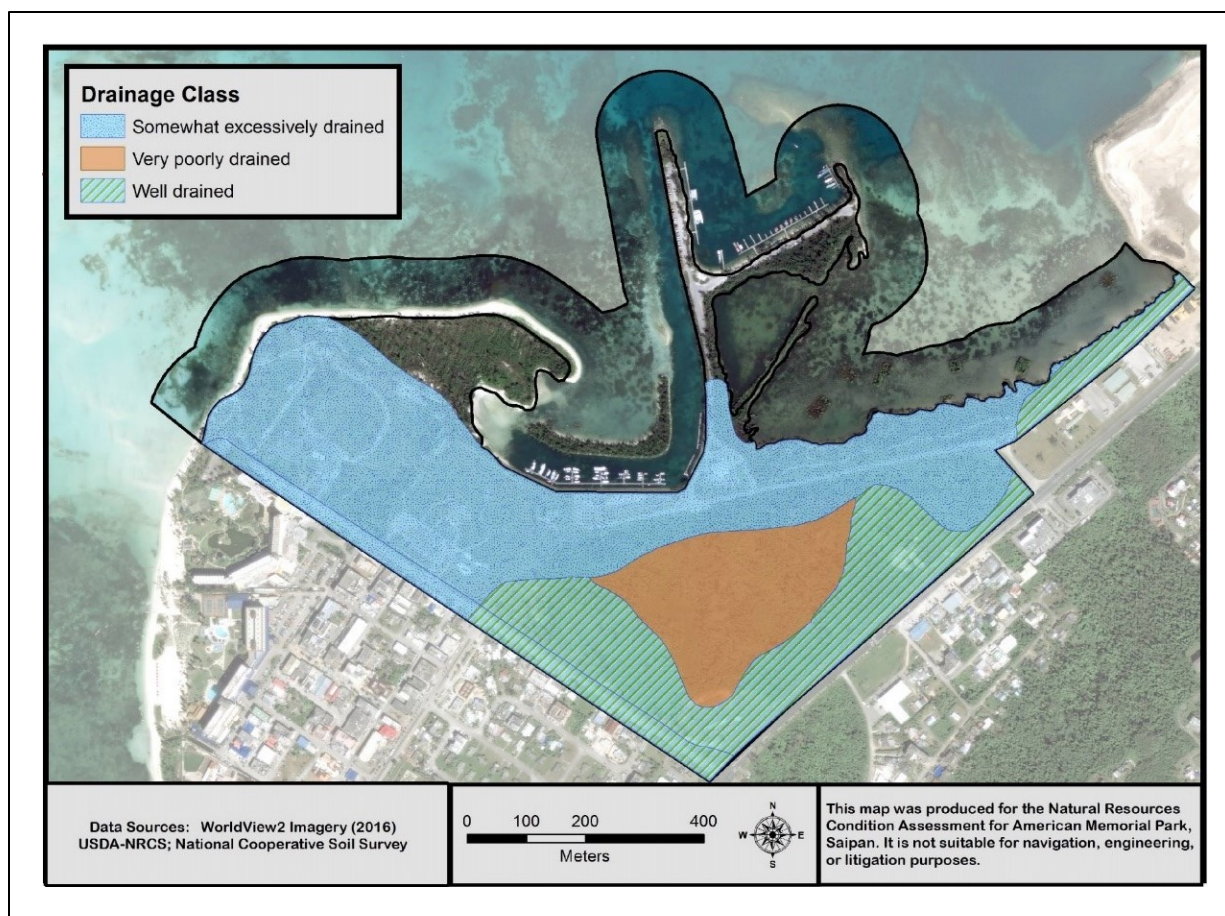 Drainage Class
Somewhat excessively drained
Very poorly drained
Well drained
Data Sources: WorldView2 Imagery (2016)
USDA-NRCS; National Cooperative Soil Survey
0 100 200 400
Meters
N
W E
S
This map was produced for the Natural Resources
Condition Assessment for American Memorial Park,
Saipan. It is not suitable for navigation, engineering,
or litigation purposes.